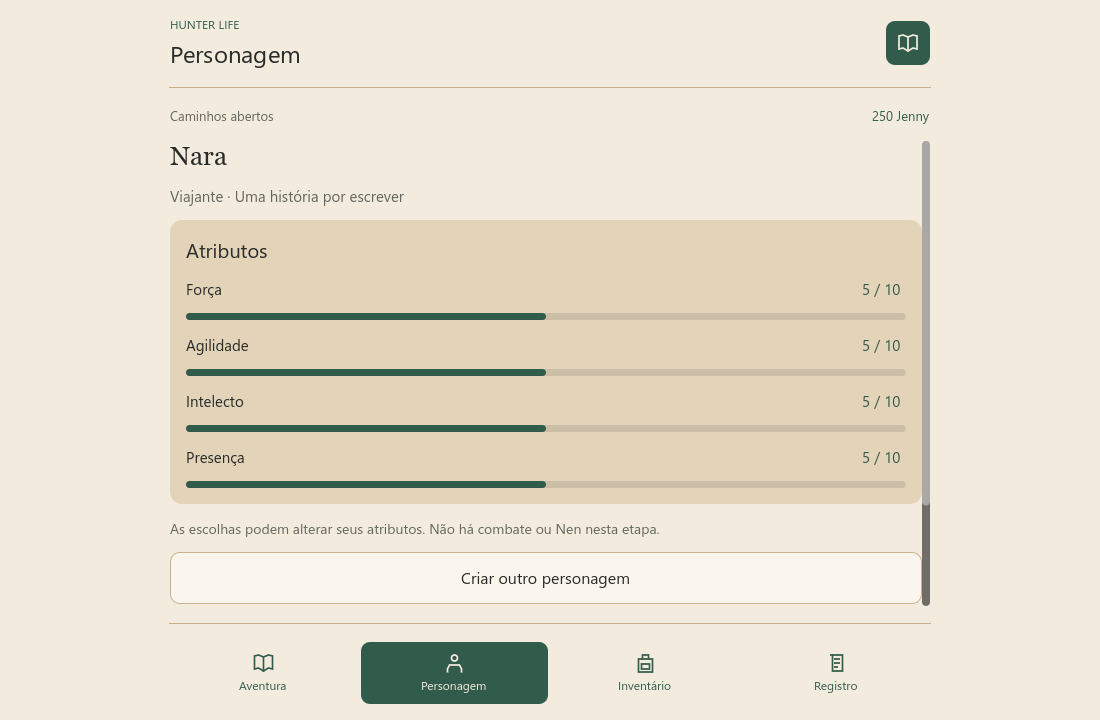 HUNTER LIFE
Personagem
Caminhos abertos
250 Jenny
Nara
Viajante · Uma história por escrever
Atributos
Força
5 / 10
Agilidade
5 / 10
Intelecto
5 / 10
Presença
5 / 10
As escolhas podem alterar seus atributos. Não há combate ou Nen nesta etapa.
Criar outro personagem
Aventura
Personagem
Inventário
Registro